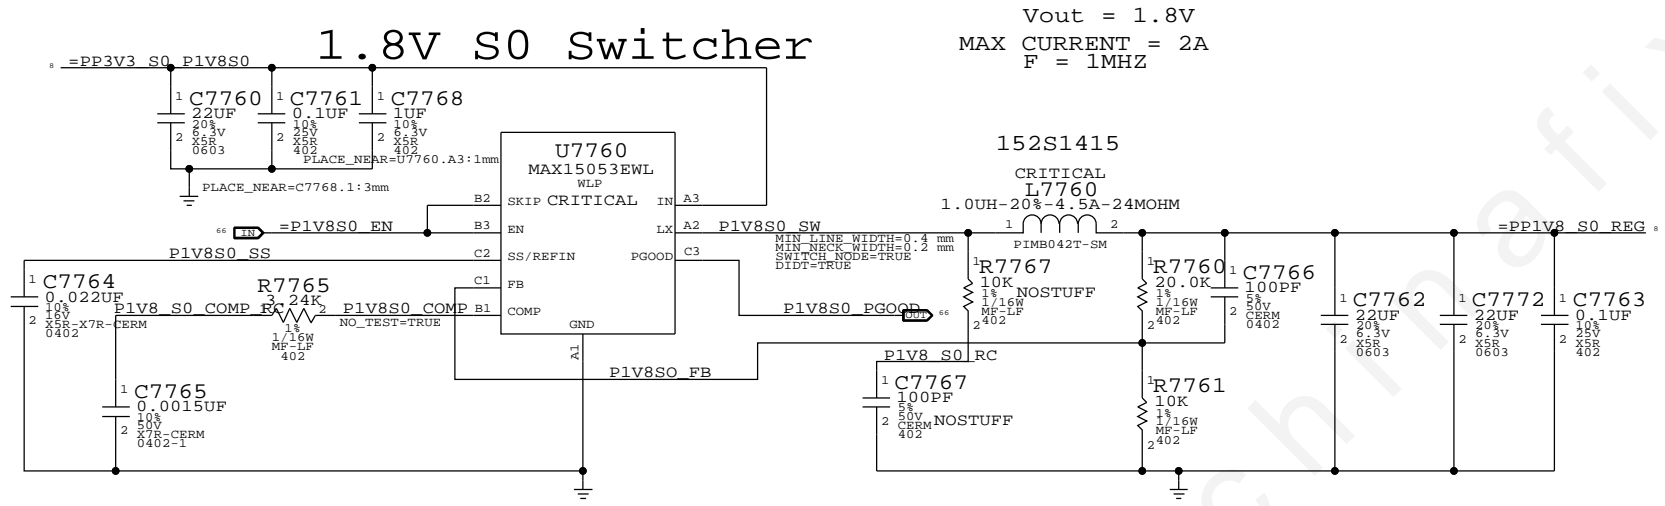 1.8V S0 Switcher
Vout = 1.8V
MAX CURRENT = 2A
F = 1MHZ
8 =PP3V3_S0_P1V8S0
1 C7760
22UF
20%
6.3V
2 X5R
0603
1 C7761
0.1UF
10%
25V
2 X5R
402
1 C7768
1UF
10%
6.3V
2 X5R
402
PLACE_NEAR=U7760.A3:1mm
PLACE_NEAR=C7768.1:3mm
U7760
MAX15053EWL
WLP
CRITICAL
B2 SKIP
IN A3
B3 EN
LX A2
C2 SS/REFIN
PGOOD C3
C1 FB
B1 COMP
GND
A1
66 IN =P1V8S0_EN
P1V8S0_SS
1 C7764
0.022UF
10%
16V
2 X5R-X7R-CERM
0402
P1V8_S0_COMP_RC
R7765
3.24K
1 2
1%
1/16W
MF-LF
402
P1V8S0_COMP
NO_TEST=TRUE
1 C7765
0.0015UF
10%
50V
2 X7R-CERM
0402-1
P1V8S0_SW
MIN_LINE_WIDTH=0.4 mm
MIN_NECK_WIDTH=0.2 mm
SWITCH_NODE=TRUE
DIDT=TRUE
P1V8S0_PGOOD
OUT 66
P1V8SO_FB
152S1415
CRITICAL
L7760
1.0UH-20%-4.5A-24MOHM
1 2
PIMB042T-SM
=PP1V8_S0_REG 8
1 R7767
10K
1%
1/16W
MF-LF
2 402
NOSTUFF
P1V8_S0_RC
1 C7767
100PF
5%
50V
2 CERM
402
NOSTUFF
1 R7760
20.0K
1%
1/16W
MF-LF
2 402
1 C7766
100PF
5%
50V
2 CERM
0402
1 R7761
10K
1%
1/16W
MF-LF
2 402
1 C7762
22UF
20%
6.3V
2 X5R
0603
1 C7772
22UF
20%
6.3V
2 X5R
0603
1 C7763
0.1UF
10%
25V
2 X5R
402